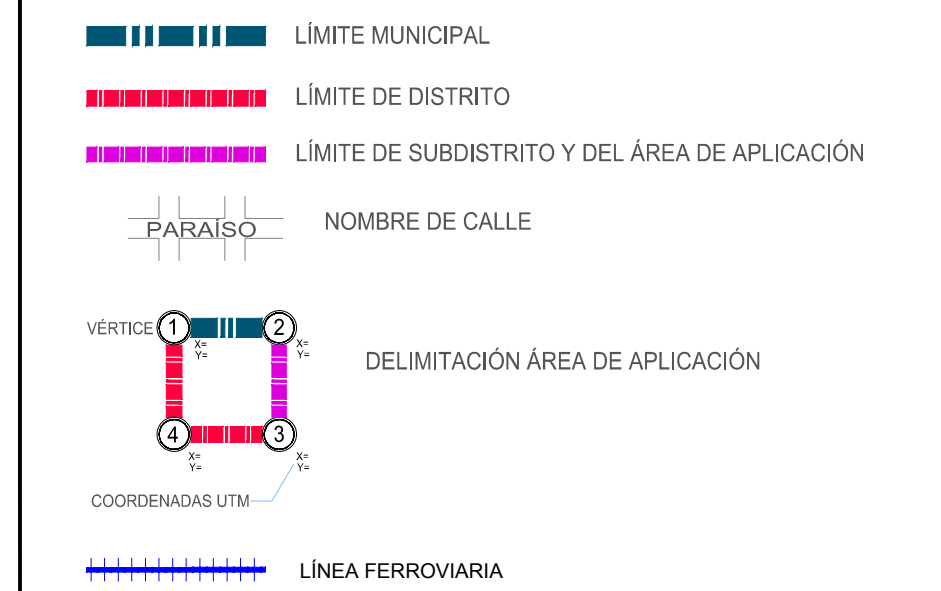 LÍMITE MUNICIPAL
LÍMITE DE DISTRITO
LÍMITE DE SUBDISTRITO Y DEL ÁREA DE APLICACIÓN
PARAÍSO
NOMBRE DE CALLE
VÉRTICE 1 2
X=
Y=
X=
Y=
DELIMITACIÓN ÁREA DE APLICACIÓN
4 3
X=
Y=
X=
Y=
COORDENADAS UTM
LÍNEA FERROVIARIA